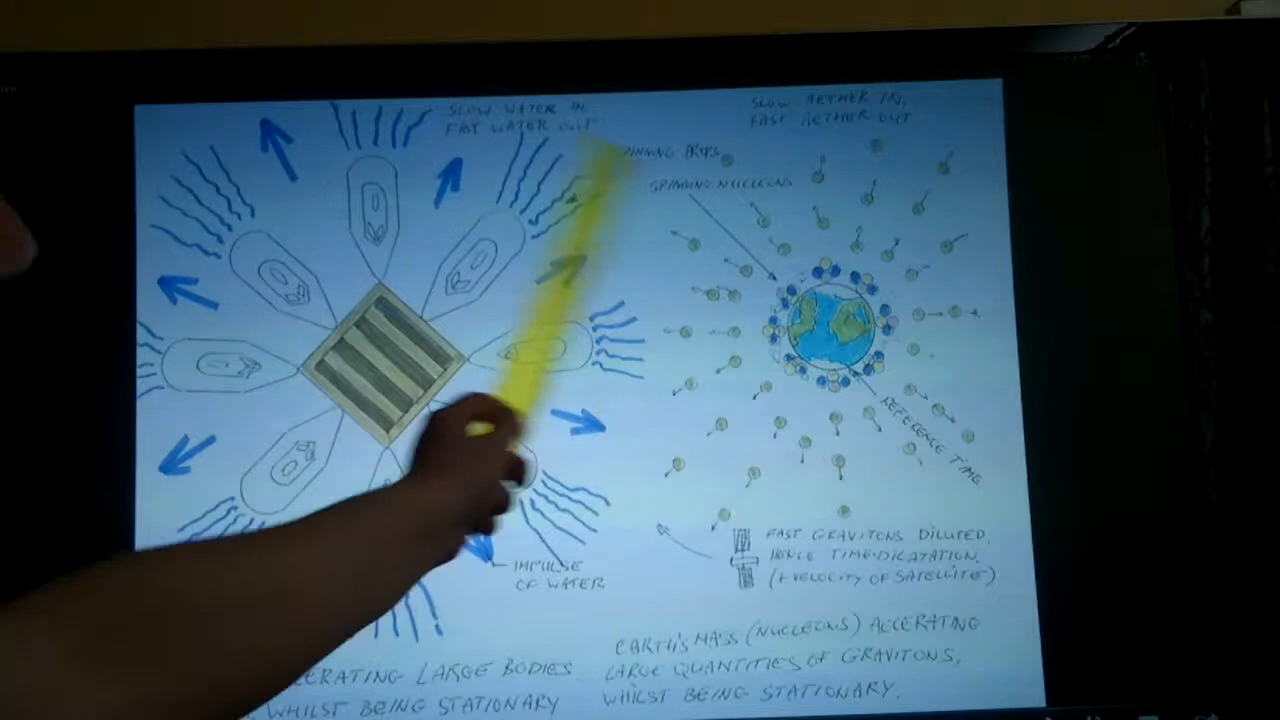 SLOW WATER IN
FAST WATER OUT
SPINNING NUCLEONS
IMPULSE
OF WATER
LARGE BODIES
WHILST BEING STATIONARY
SLOW AETHER IN,
FAST AETHER OUT
REFERENCE TIME
FAST GRAVITONS DILUTED,
HENCE TIME DILATATION.
(+ VELOCITY OF SATELLITE)
EARTH'S MASS (NUCLEONS) ACCERATING
LARGE QUANTITIES OF GRAVITONS,
WHILST BEING STATIONARY.